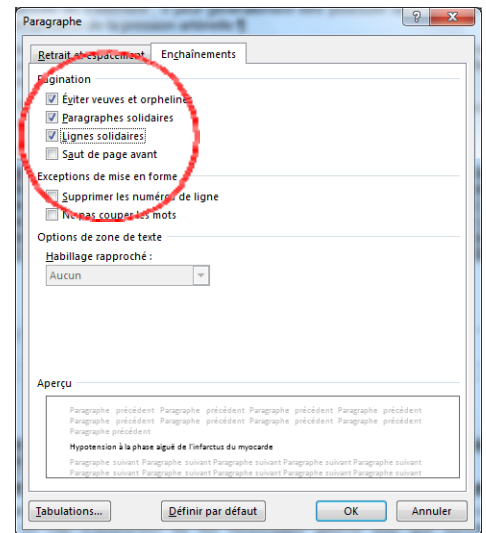 de la pression artérielle ¶
Paragraphe
Retrait et espacement Enchaînements
Pagination
Éviter veuves et orphelines
Paragraphes solidaires
Lignes solidaires
Saut de page avant
Exceptions de mise en forme
Supprimer les numéros de ligne
Ne pas couper les mots
Options de zone de texte
Habillage rapproché :
Aucun
Aperçu
Paragraphe précédent Paragraphe précédent Paragraphe précédent Paragraphe précédent
Paragraphe précédent Paragraphe précédent Paragraphe précédent Paragraphe précédent
Paragraphe précédent
Hypotension à la phase aiguë de l'infarctus du myocarde
Paragraphe suivant Paragraphe suivant Paragraphe suivant Paragraphe suivant Paragraphe suivant
Paragraphe suivant Paragraphe suivant Paragraphe suivant Paragraphe suivant Paragraphe suivant
Tabulations... Définir par défaut OK Annuler